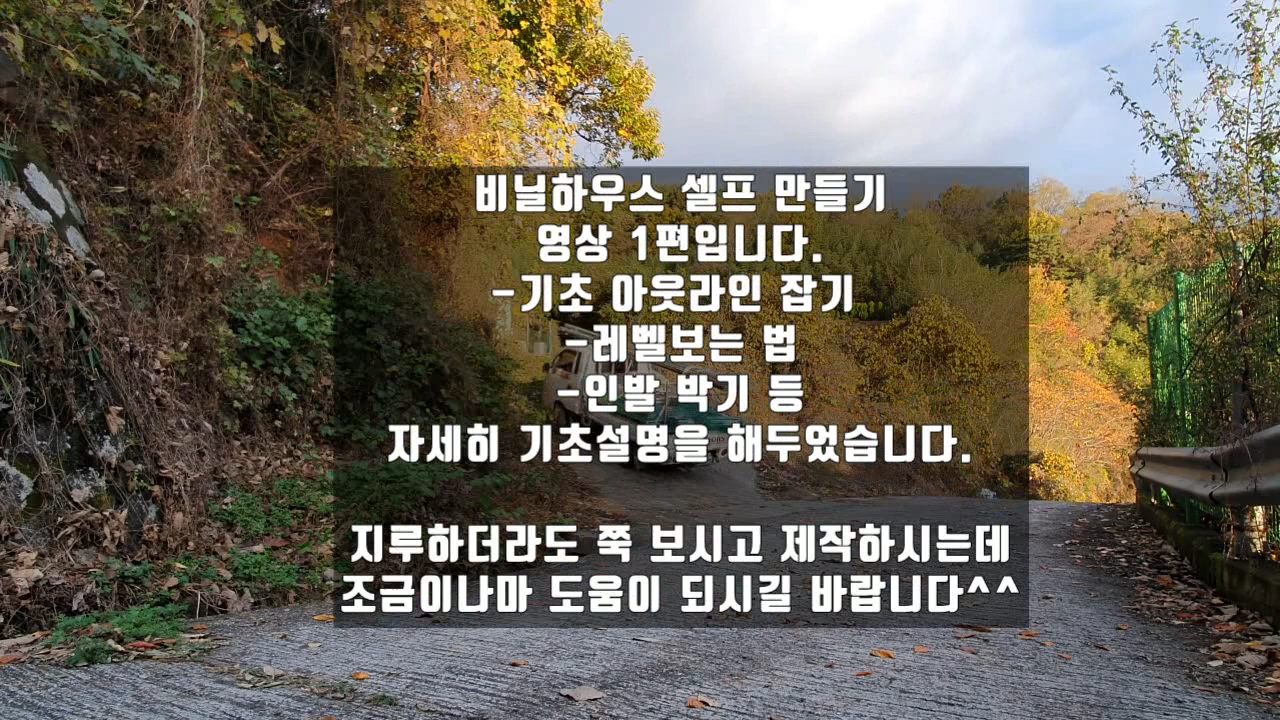 비닐하우스 셀프 만들기
영상 1편입니다.
-기초 아웃라인 잡기
-레벨보는 법
-인발 박기 등
자세히 기초설명을 해두었습니다.
지루하더라도 쭉 보시고 제작하시는데
조금이나마 도움이 되시길 바랍니다^^